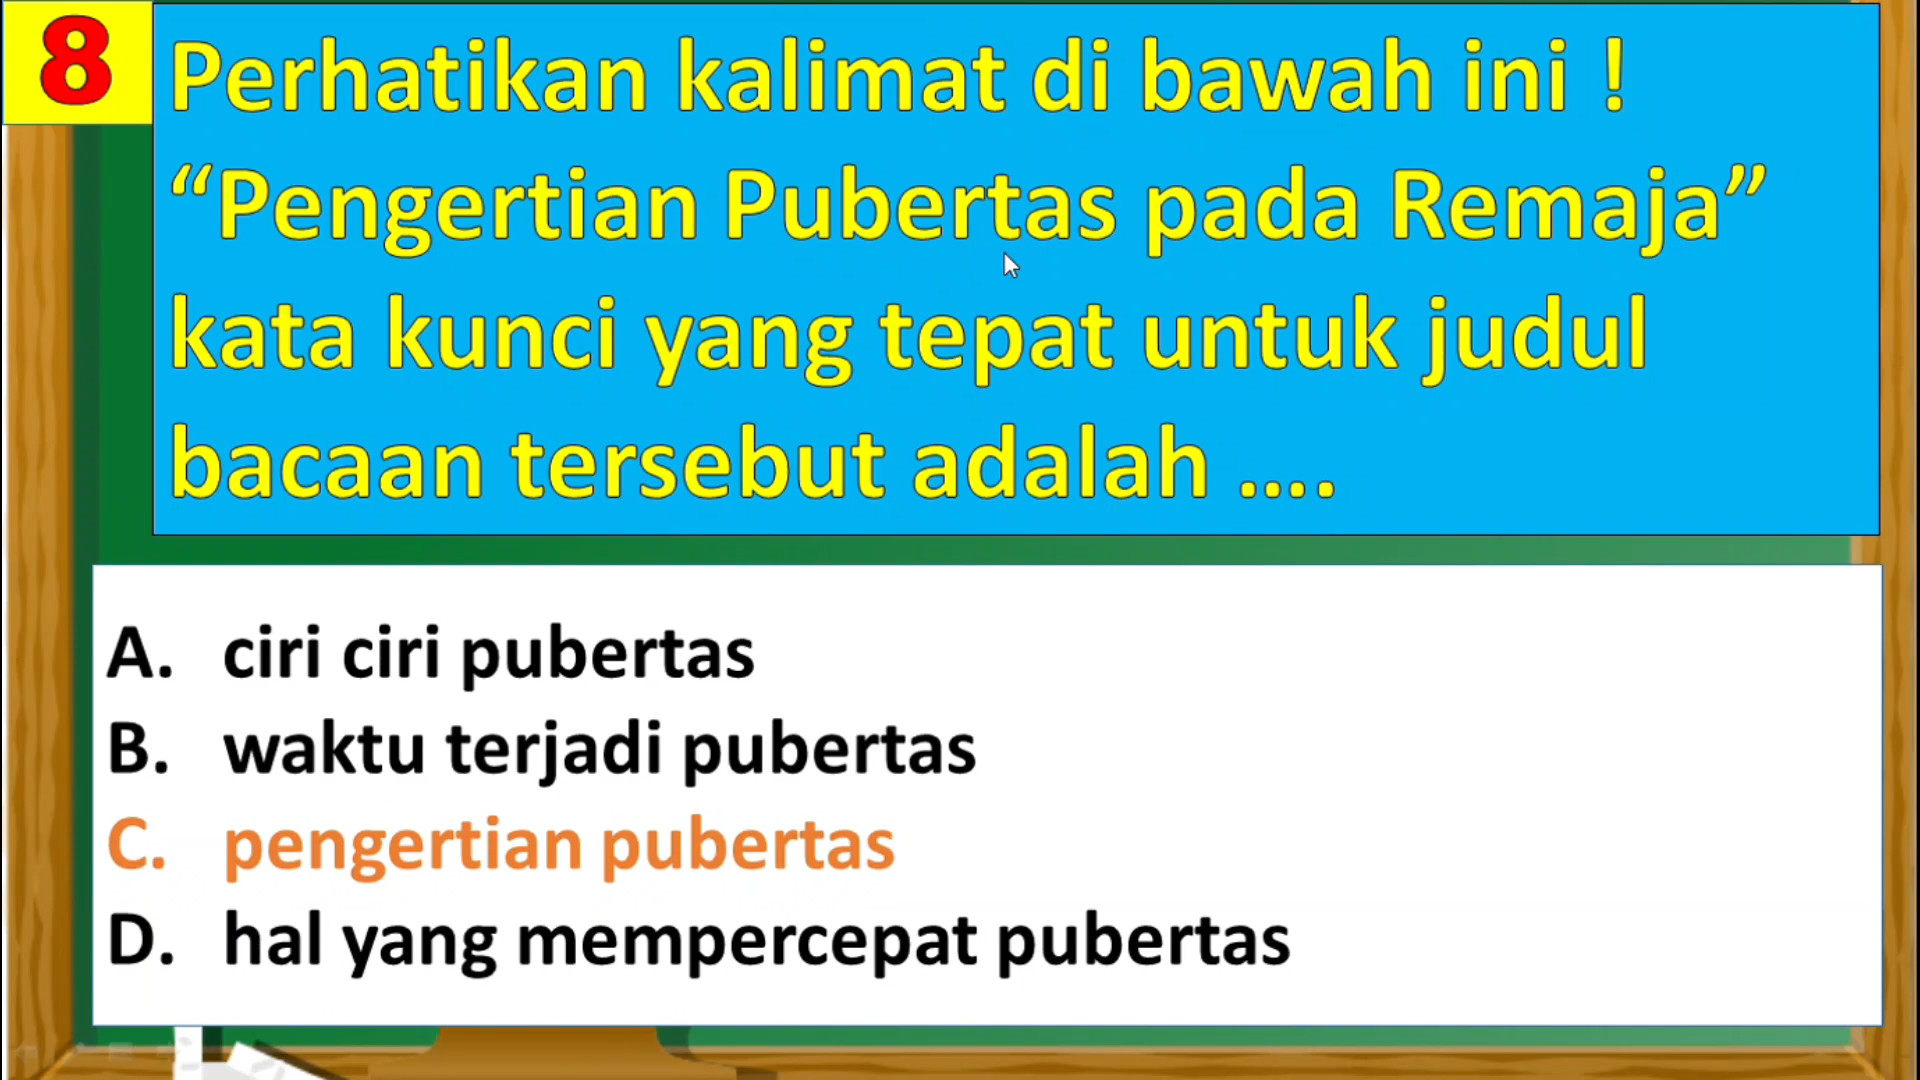 8
Perhatikan kalimat di bawah ini !
“Pengertian Pubertas pada Remaja”
kata kunci yang tepat untuk judul
bacaan tersebut adalah ....
A. ciri ciri pubertas
B. waktu terjadi pubertas
C. pengertian pubertas
D. hal yang mempercepat pubertas